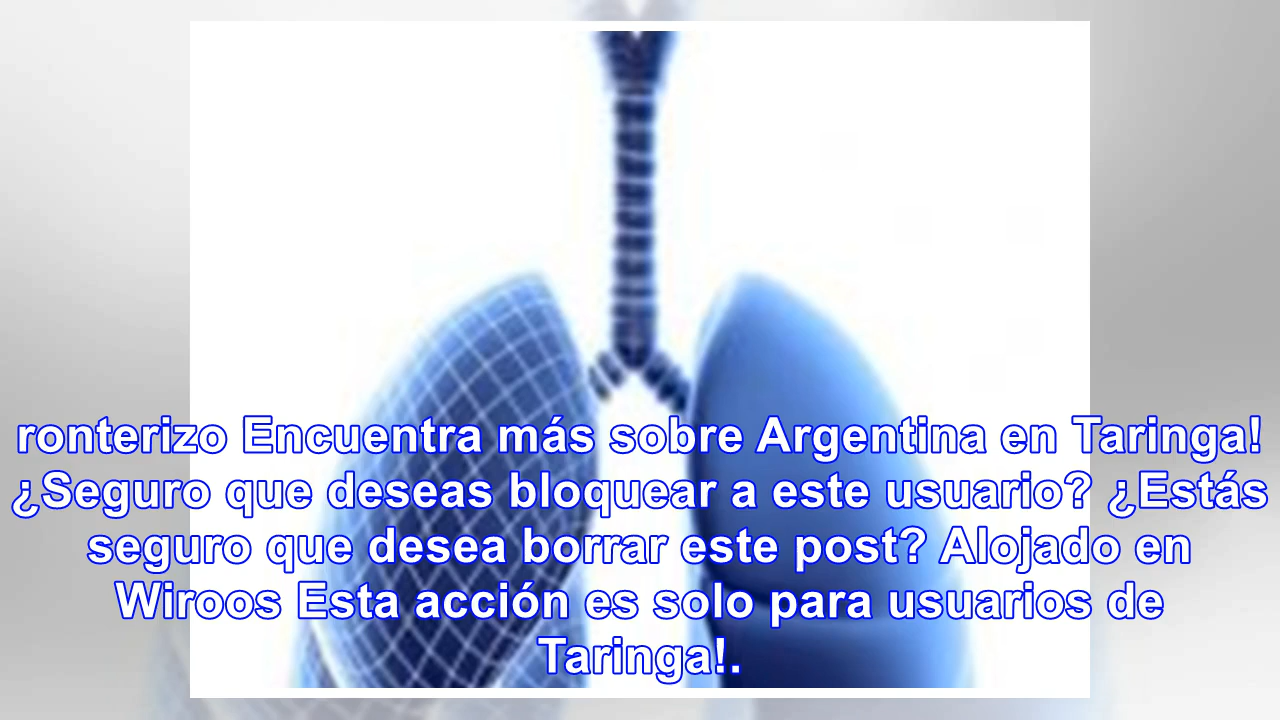 ronterizo Encuentra más sobre Argentina en Taringa!
¿Seguro que deseas bloquear a este usuario? ¿Estás
seguro que desea borrar este post? Alojado en
Wiroos Esta acción es solo para usuarios de
Taringa!.